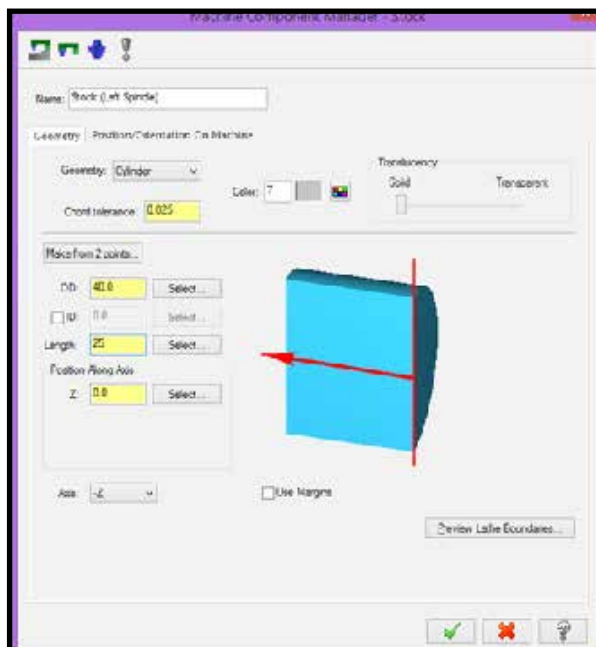 Machine Component Manager - Stock
Name: Stock (Left Spindle)
Geometry Position/Orientation On Machine
Geometry: Cylinder
Color: 7
Translucency
Solid Transparent
Chord tolerance: 0.025
Make from 2 points...
OD: 40.0 Select...
ID: 0.0 Select...
Length: 25 Select...
Position Along Axis
Z: 0.0 Select...
Axis: -Z
Use Margins
Preview Lathe Boundaries...